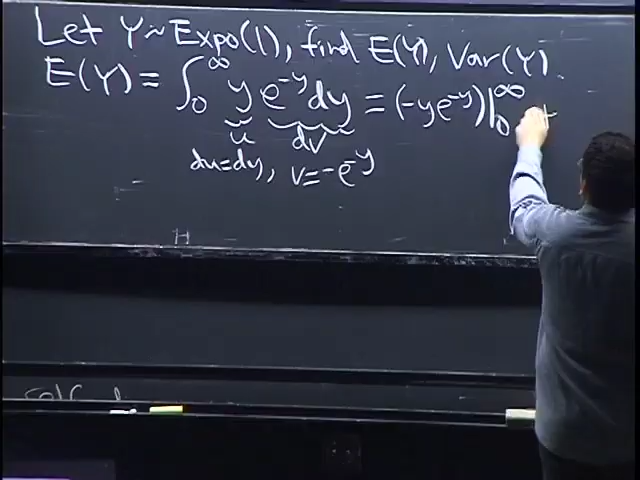 Let Y ~ Expo(1), find E(Y), Var(Y).
E(Y) = ∫₀^∞ y e^{-y} dy = (-ye^{-y})|₀^∞ +
u dv
du = dy, v = -e^{-y}